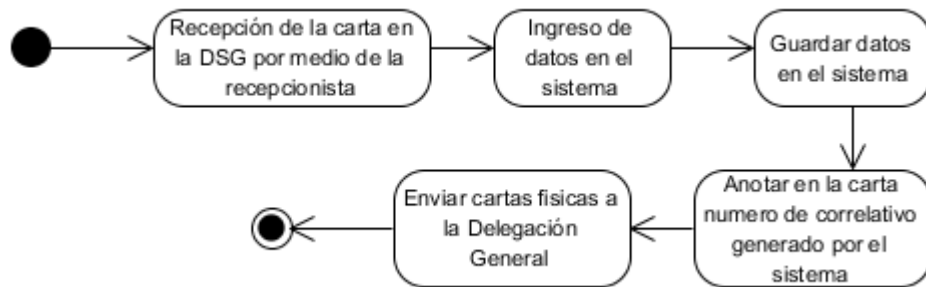 Recepción de la carta en
la DSG por medio de la
recepcionista
Ingreso de
datos en el
sistema
Guardar datos
en el sistema
Anotar en la carta
numero de correlativo
generado por el
sistema
Enviar cartas fisicas a
la Delegación
General